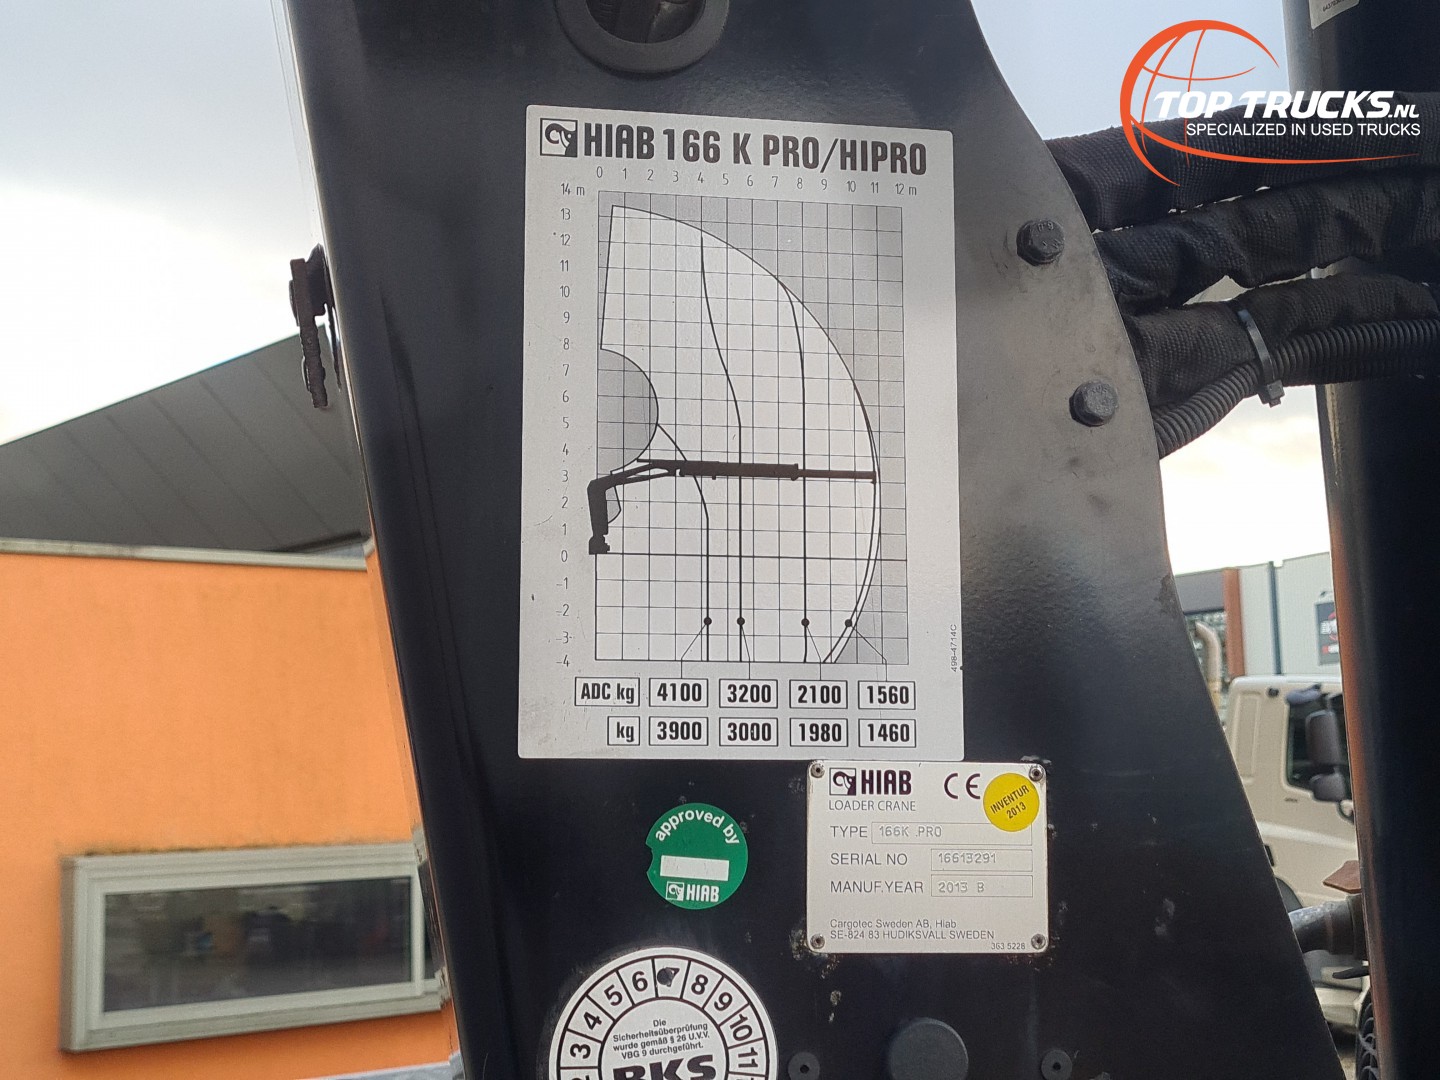 TOP TRUCKS.NL
SPECIALIZED IN USED TRUCKS
HIAB 166 K PRO/HIPRO
0 1 2 3 4 5 6 7 8 9 10 11 12 m
14 m
13
12
11
10
9
8
7
6
5
4
3
2
1
0
-1
-2
-3
-4
498-4714C
ADC kg 4100 3200 2100 1560
kg 3900 3000 1980 1460
HIAB CE
LOADER CRANE
INVENTUR
2013
TYPE 166K PRO
SERIAL NO 16613291
MANUF.YEAR 2013 B
Cargotec Sweden AB, Hiab
SE-824 83 HUDIKSVALL SWEDEN
363 5226
approved by
HIAB
2 3 4 5 6 8 9 10 11
Die
Sicherheitsüberprüfung
wurde gemäß § 26 U.V.V.
VBG 9 durchgeführt.
BKS